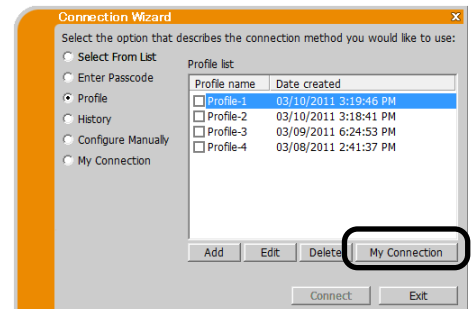 Connection Wizard x
Select the option that describes the connection method you would like to use:
Select From List
Enter Passcode
Profile
History
Configure Manually
My Connection
Profile list
Profile name Date created
Profile-1 03/10/2011 3:19:46 PM
Profile-2 03/10/2011 3:18:41 PM
Profile-3 03/09/2011 6:24:53 PM
Profile-4 03/08/2011 2:41:37 PM
Add Edit Delete My Connection
Connect Exit